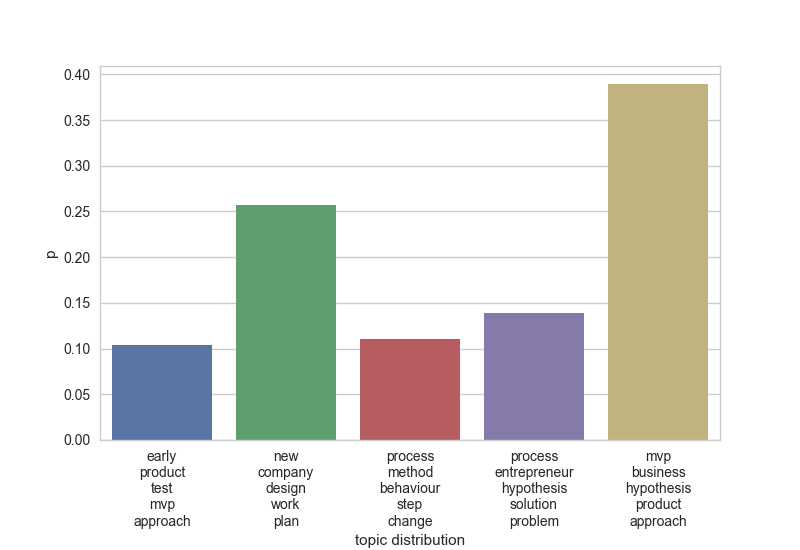 0.40
0.35
0.30
0.25
0.20
0.15
0.10
0.05
0.00
p
early
product
test
mvp
approach
new
company
design
work
plan
process
method
behaviour
step
change
process
entrepreneur
hypothesis
solution
problem
mvp
business
hypothesis
product
approach
topic distribution